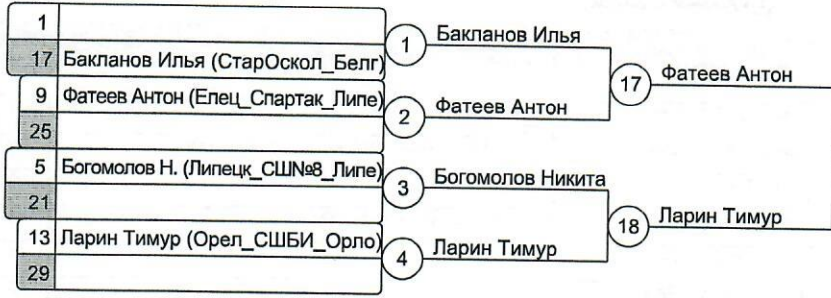 1
17 Бакланов Илья (СтарОскол_Белг)
1 Бакланов Илья
9 Фатеев Антон (Елец_Спартак_Липе)
25
2 Фатеев Антон
17 Фатеев Антон
5 Богомолов Н. (Липецк_СШ№8_Липе)
21
3 Богомолов Никита
13 Ларин Тимур (Орел_СШБИ_Орло)
29
4 Ларин Тимур
18 Ларин Тимур